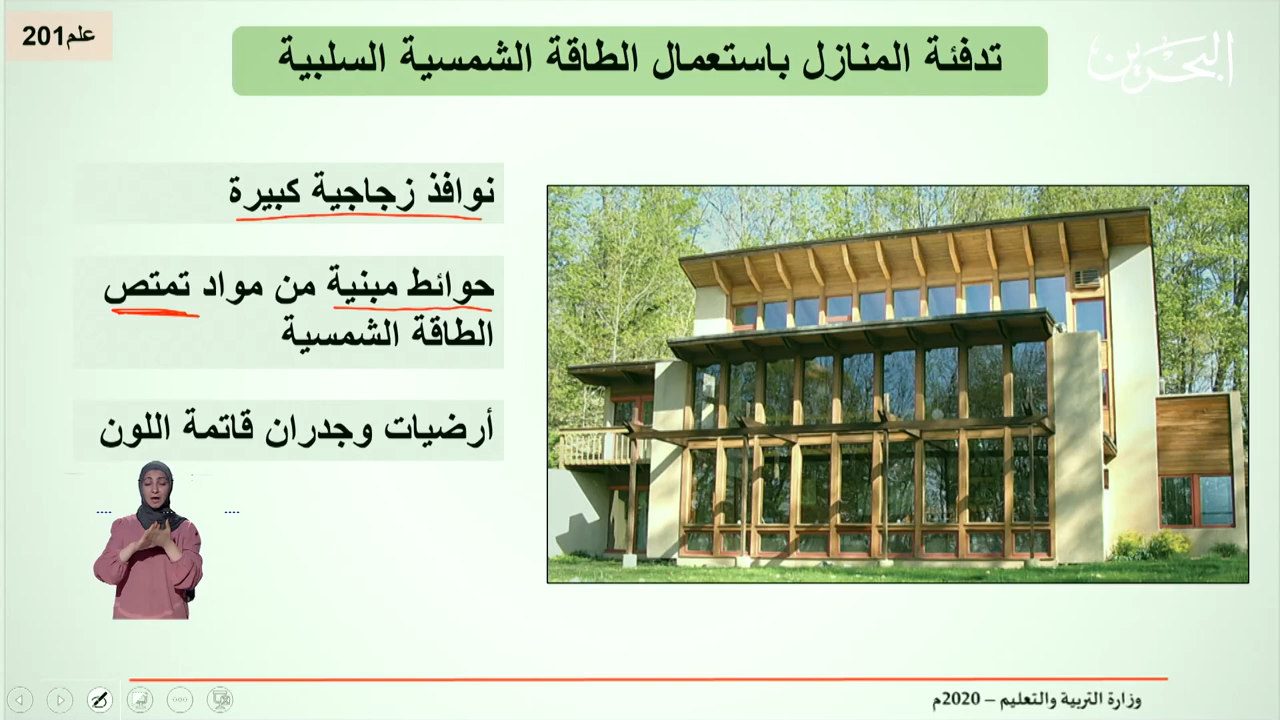 علم201
البحرين
تدفئة المنازل باستعمال الطاقة الشمسية السلبية
نوافذ زجاجية كبيرة
حوائط مبنية من مواد تمتص
الطاقة الشمسية
أرضيات وجدران قاتمة اللون
وزارة التربية والتعليم – 2020م